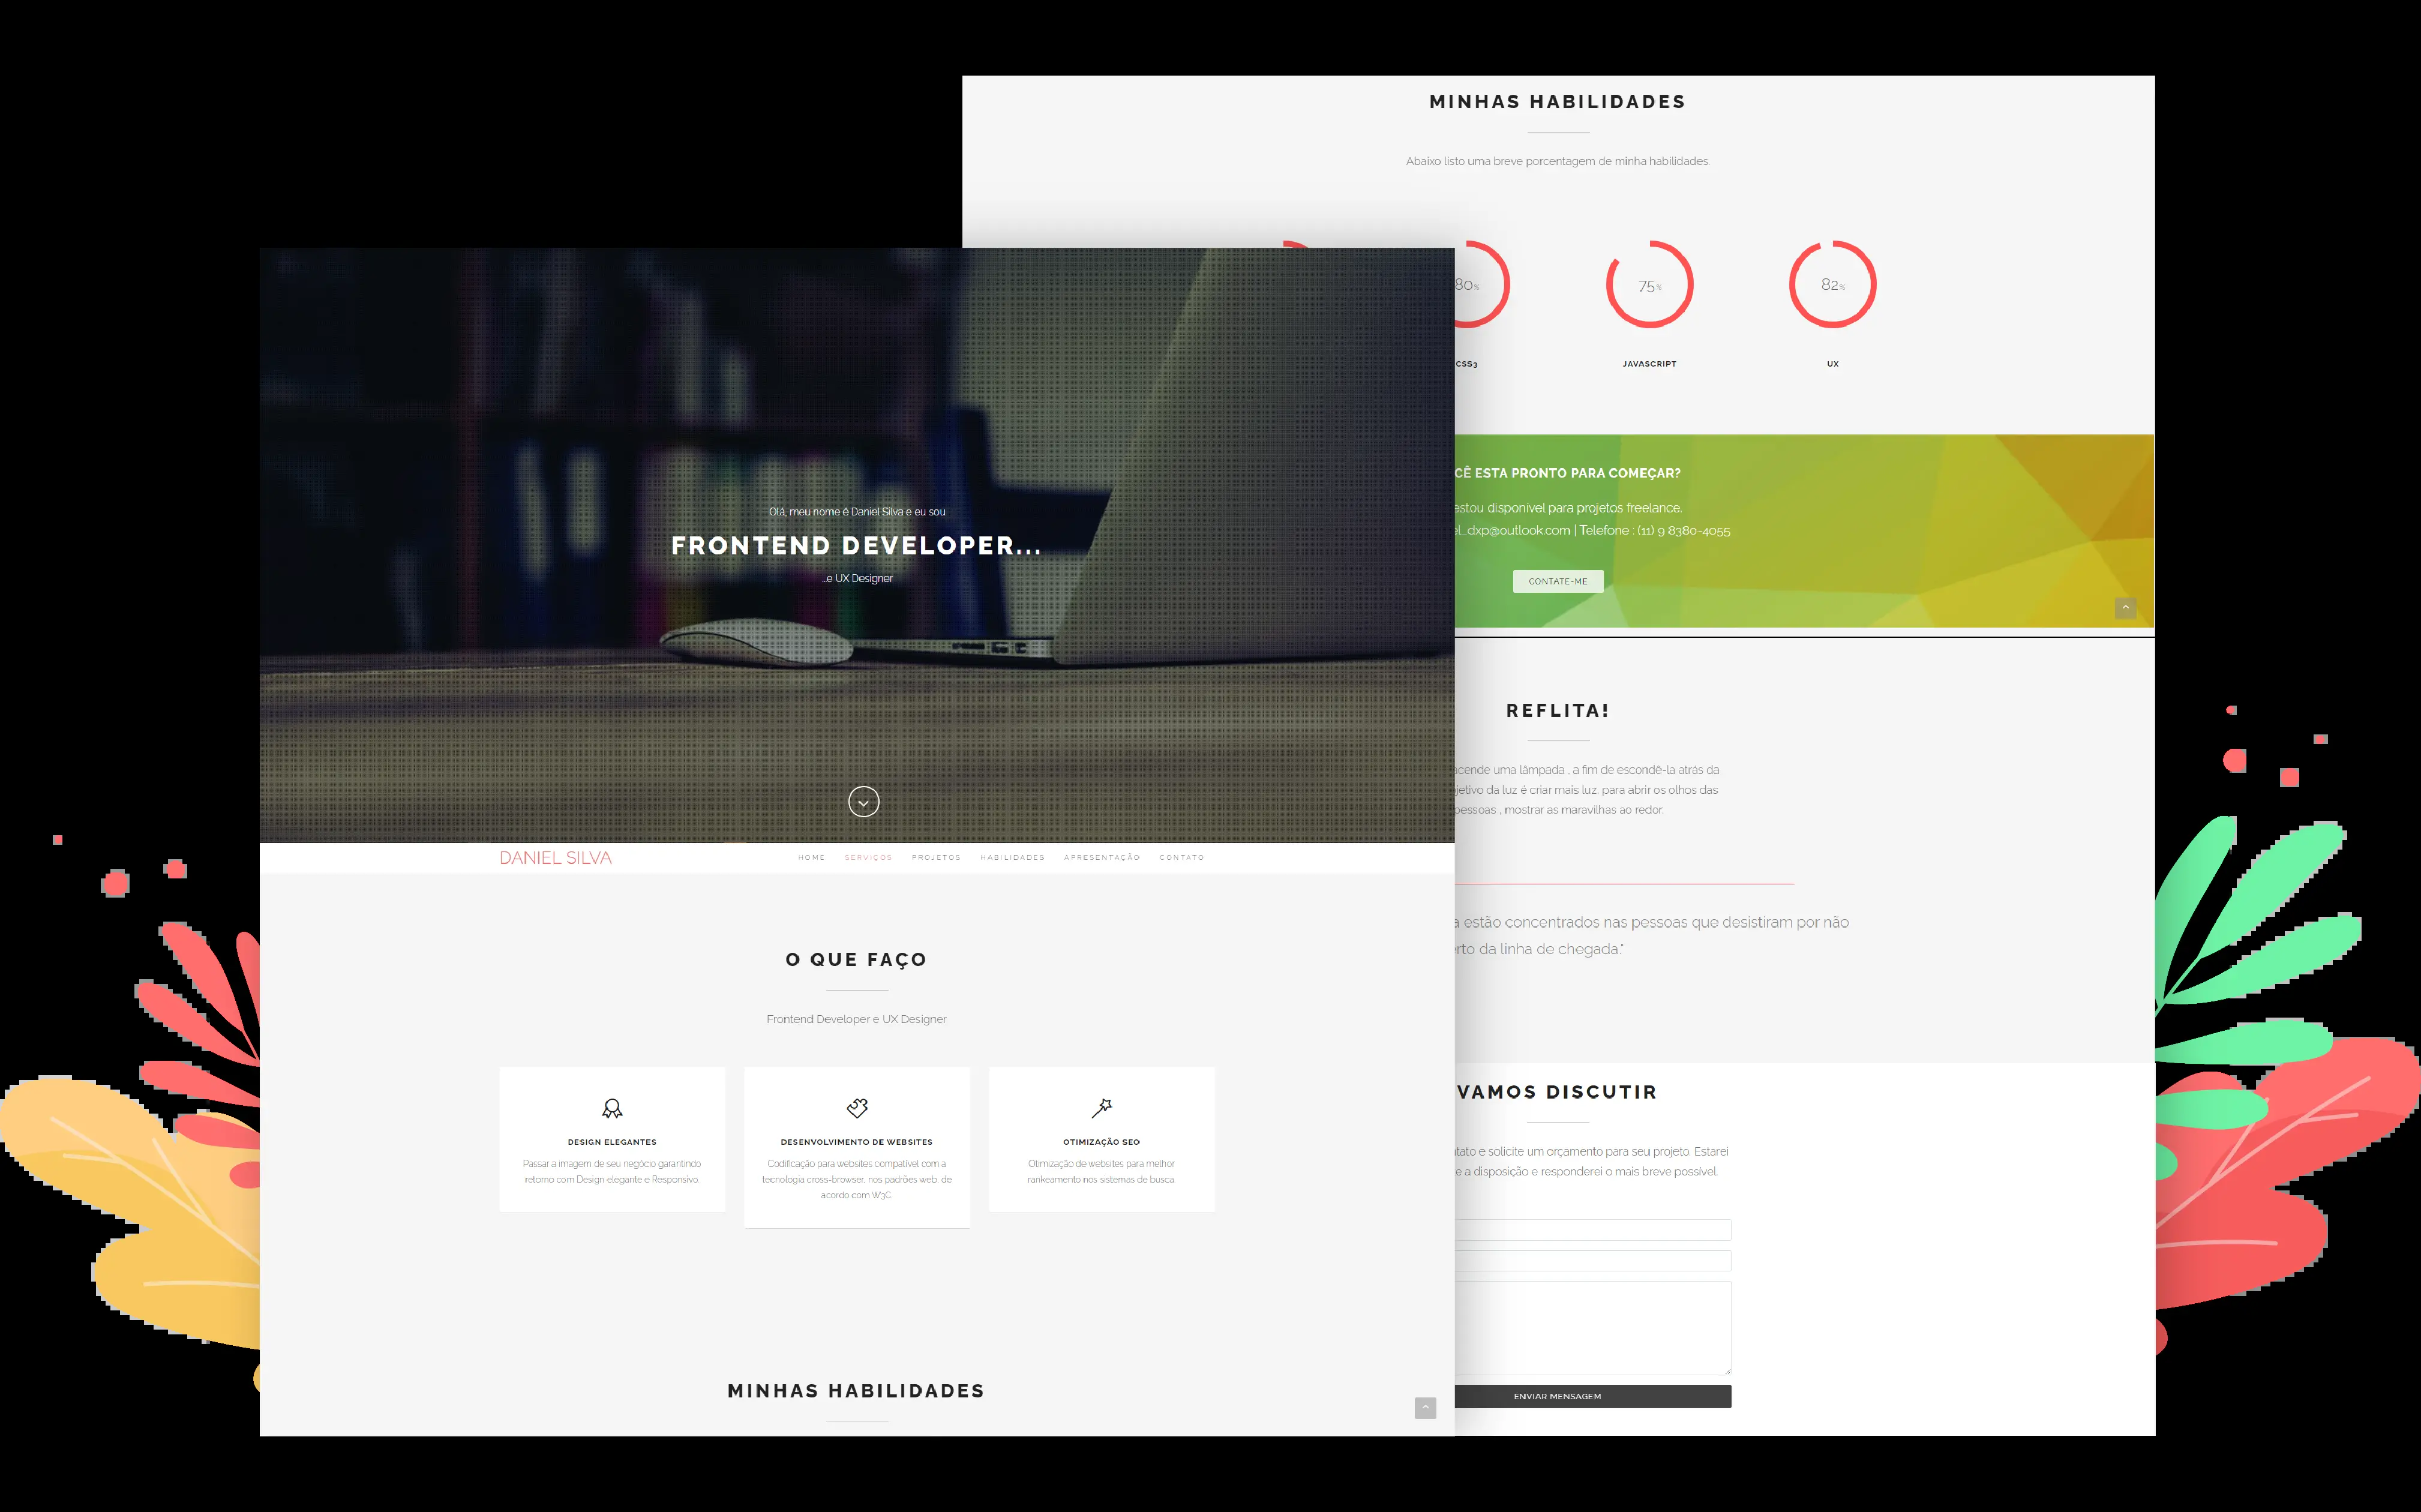 MINHAS HABILIDADES
Abaixo listo uma breve porcentagem de minha habilidades.
80%
75%
82%
CSS3
JAVASCRIPT
UX
ESTA PRONTO PARA COMEÇAR?
estou disponível para projetos freelance.
_dxp@outlook.com | Telefone : (11) 9 8380-4055
CONTATE-ME
REFLITA!
uma lâmpada , a fim de escondê-la atrás da
da luz é criar mais luz, para abrir os olhos das
pessoas , mostrar as maravilhas ao redor.
estão concentrados nas pessoas que desistiram por não
da linha de chegada."
VAMOS DISCUTIR
e solicite um orçamento para seu projeto. Estarei
a disposição e responderei o mais breve possível.
ENVIAR MENSAGEM
Olá, meu nome é Daniel Silva e eu sou
FRONTEND DEVELOPER...
...e UX Designer
DANIEL SILVA
HOME SERVIÇOS PROJETOS HABILIDADES APRESENTAÇÃO CONTATO
O QUE FAÇO
Frontend Developer e UX Designer
DESIGN ELEGANTES
Passar a imagem de seu negócio garantindo
retorno com Design elegante e Responsivo.
DESENVOLVIMENTO DE WEBSITES
Codificação para websites compatível com a
tecnologia cross-browser, nos padrões web, de
acordo com W3C.
OTIMIZAÇÃO SEO
Otimização de websites para melhor
rankeamento nos sistemas de busca.
MINHAS HABILIDADES